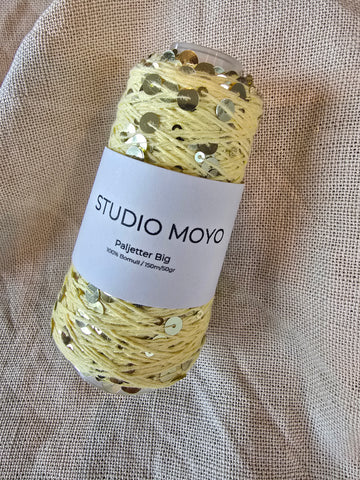 STUDIO MOYO
Paljetter Big
100% Bomull / 150m/50gr